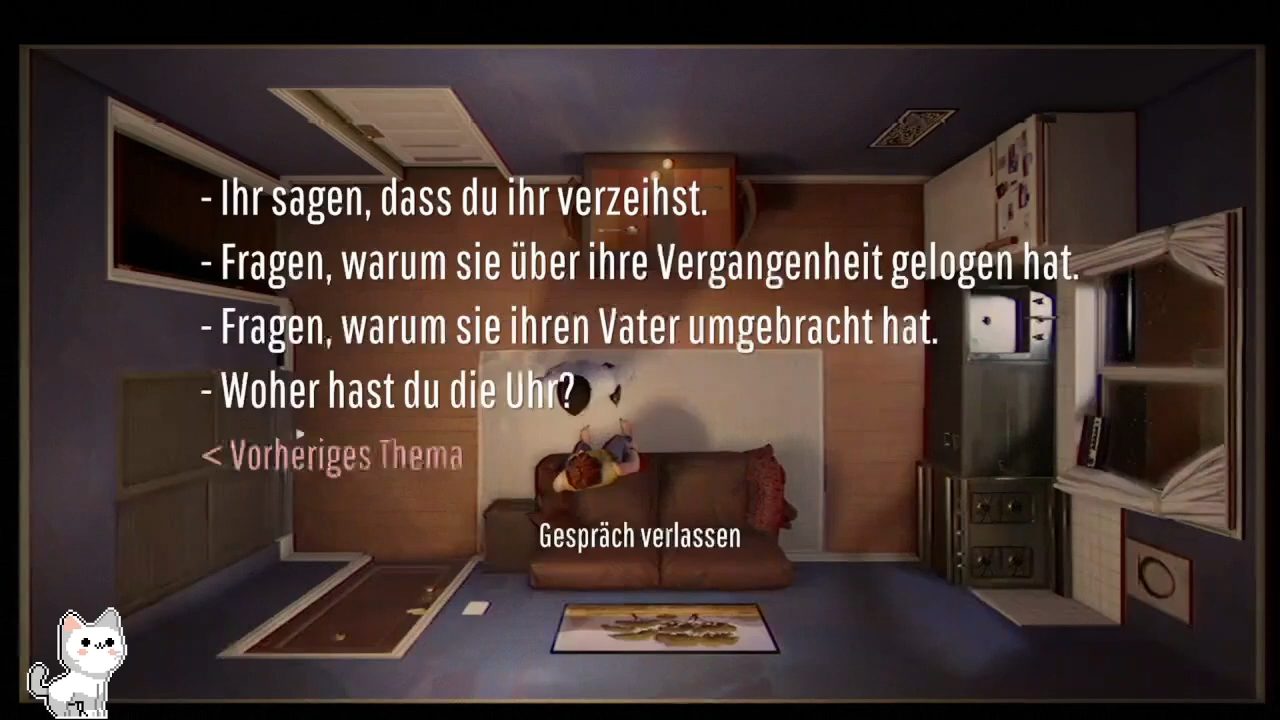 - Ihr sagen, dass du ihr verzeihst.
- Fragen, warum sie über ihre Vergangenheit gelogen hat.
- Fragen, warum sie ihren Vater umgebracht hat.
- Woher hast du die Uhr?
< Vorheriges Thema
Gespräch verlassen